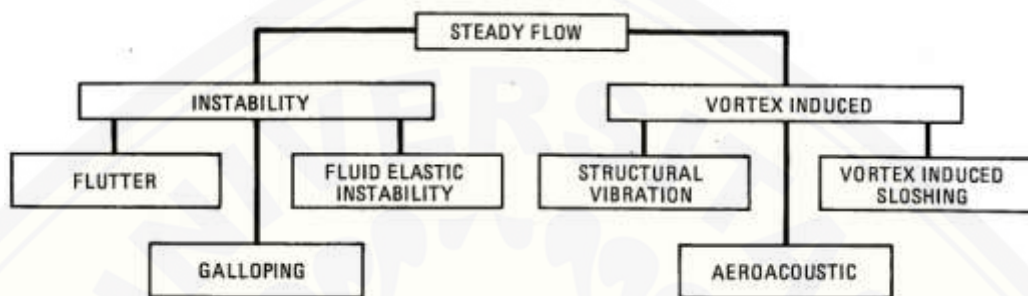 STEADY FLOW
INSTABILITY
VORTEX INDUCED
FLUTTER
FLUID ELASTIC
INSTABILITY
STRUCTURAL
VIBRATION
VORTEX INDUCED
SLOSHING
GALLOPING
AEROACOUSTIC